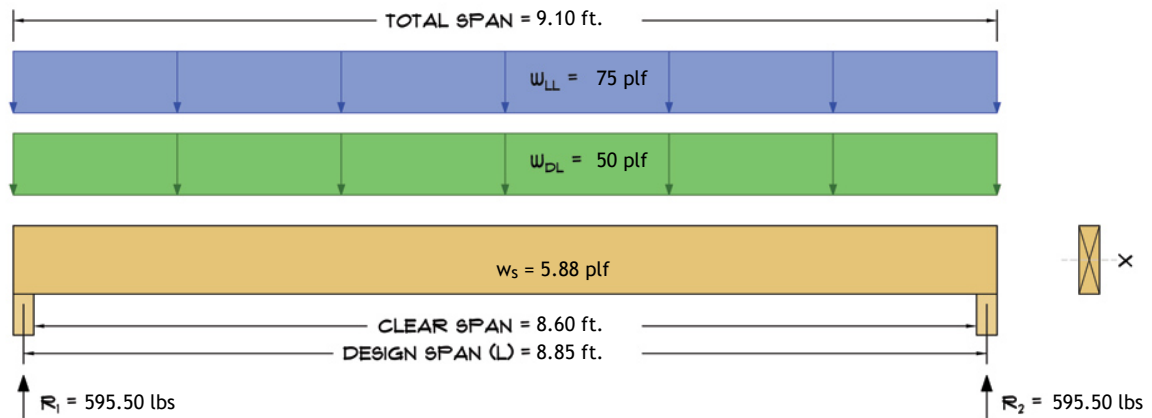 TOTAL SPAN = 9.10 ft.
wLL = 75 plf
wDL = 50 plf
ws = 5.88 plf
X
CLEAR SPAN = 8.60 ft.
DESIGN SPAN (L) = 8.85 ft.
R1 = 595.50 lbs
R2 = 595.50 lbs